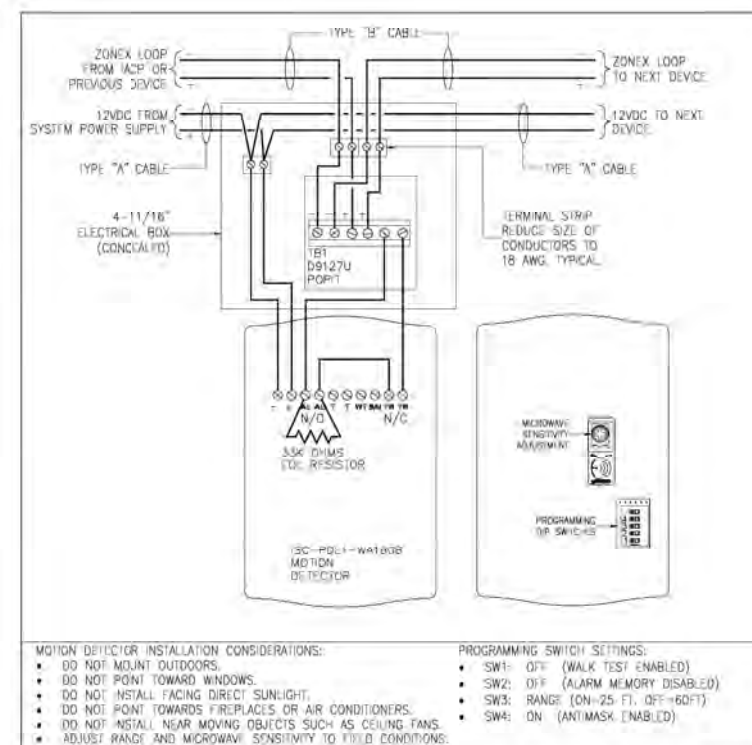 TYPE "B" CABLE
ZONEX LOOP
FROM IACP OR
PREVIOUS DEVICE
ZONEX LOOP
TO NEXT DEVICE
12VDC FROM
SYSTEM POWER SUPPLY
12VDC TO NEXT
DEVICE
TYPE "A" CABLE
TYPE "A" CABLE
4-11/16"
ELECTRICAL BOX
(CONCEALED)
TERMINAL STRIP
REDUCE SIZE OF
CONDUCTORS TO
18 AWG, TYPICAL
TB1
D9127U
POPIT
AL AL T T WT TM TM
N/O N/C
33K OHMS
EOL RESISTOR
MOTION
DETECTOR
MICROWAVE
SENSITIVITY
ADJUSTMENT
PROGRAMMING
DIP SWITCHES
MOTION DETECTOR INSTALLATION CONSIDERATIONS:
• DO NOT MOUNT OUTDOORS.
• DO NOT POINT TOWARD WINDOWS.
• DO NOT INSTALL FACING DIRECT SUNLIGHT.
• DO NOT POINT TOWARDS FIREPLACES OR AIR CONDITIONERS.
• DO NOT INSTALL NEAR MOVING OBJECTS SUCH AS CEILING FANS.
• ADJUST RANGE AND MICROWAVE SENSITIVITY TO FIELD CONDITIONS.
PROGRAMMING SWITCH SETTINGS:
• SW1: OFF (WALK TEST ENABLED)
• SW2: OFF (ALARM MEMORY DISABLED)
• SW3: RANGE (ON=25 FT. OFF=60FT)
• SW4: ON (ANTIMASK ENABLED)